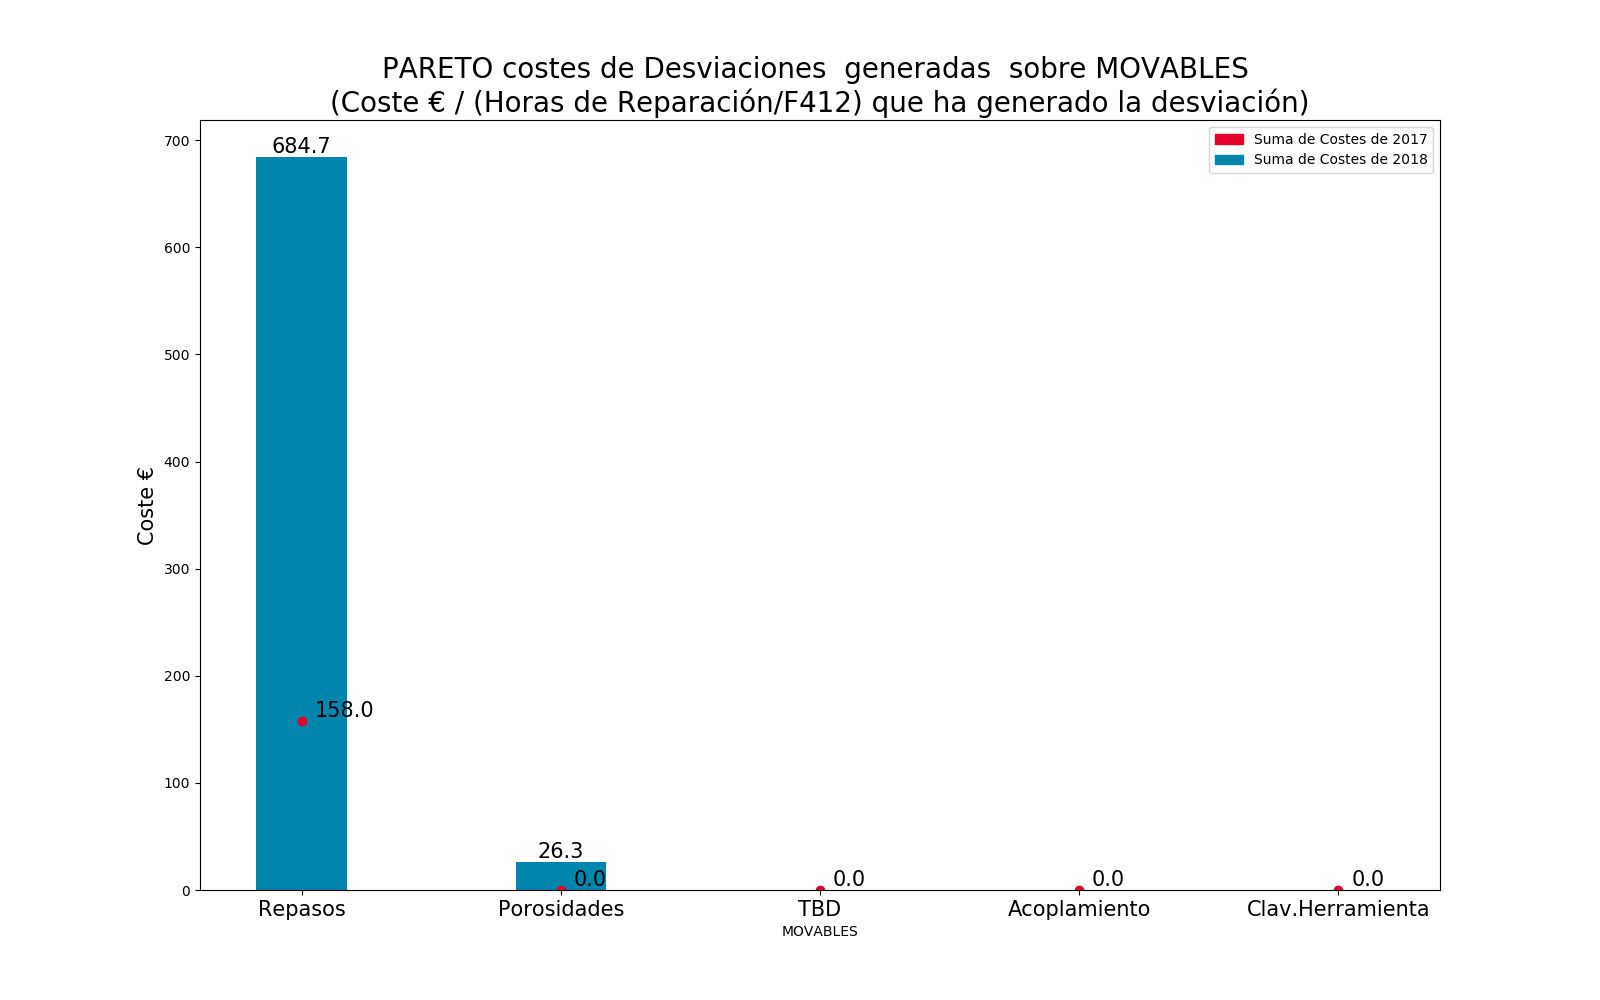 PARETO costes de Desviaciones  generadas  sobre MOVABLES
(Coste € / (Horas de Reparación/F412) que ha generado la desviación)
Suma de Costes de 2017
Suma de Costes de 2018
Coste €
700
600
500
400
300
200
100
0
684.7
158.0
26.3
0.0
0.0
0.0
0.0
Repasos
Porosidades
TBD
Acoplamiento
Clav.Herramienta
MOVABLES